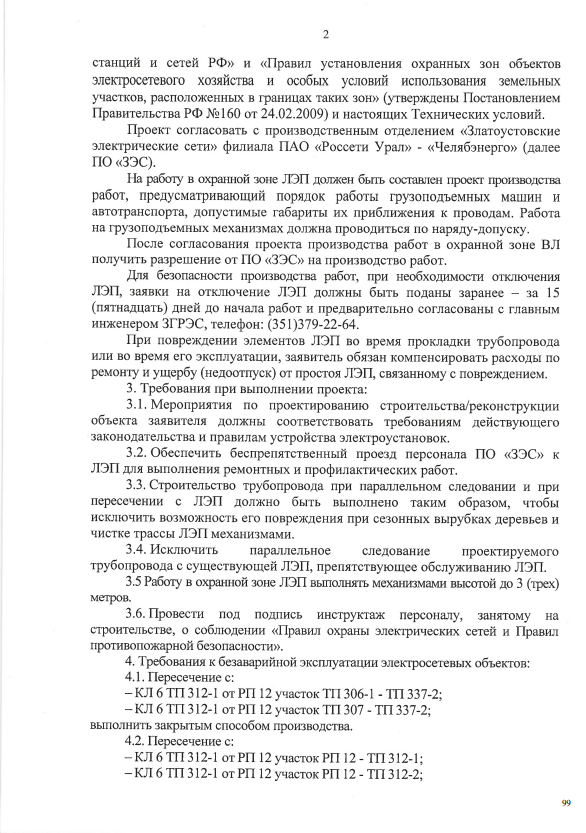 2
станций и сетей РФ» и «Правил установления охранных зон объектов
электросетевого хозяйства и особых условий использования земельных
участков, расположенных в границах таких зон» (утверждены Постановлением
Правительства РФ №160 от 24.02.2009) и настоящих Технических условий.
Проект согласовать с производственным отделением «Златоустовские
электрические сети» филиала ПАО «Россети Урал» - «Челябэнерго» (далее
ПО «ЗЭС).
На работу в охранной зоне ЛЭП должен быть составлен проект производства
работ, предусматривающий порядок работы грузоподъемных машин и
автотранспорта, допустимые габариты их приближения к проводам. Работа
на грузоподъемных механизмах должна проводиться по наряду-допуску.
После согласования проекта производства работ в охранной зоне ВЛ
получить разрешение от ПО «ЗЭС» на производство работ.
Для безопасности производства работ, при необходимости отключения
ЛЭП, заявки на отключение ЛЭП должны быть поданы заранее – за 15
(пятнадцать) дней до начала работ и предварительно согласованы с главным
инженером ЗГРЭС, телефон: (351)379-22-64.
При повреждении элементов ЛЭП во время прокладки трубопровода
или во время его эксплуатации, заявитель обязан компенсировать расходы по
ремонту и ущербу (недоотпуск) от простоя ЛЭП, связанному с повреждением.
3. Требования при выполнении проекта:
3.1. Мероприятия по проектированию строительства/реконструкции
объекта заявителя должны соответствовать требованиям действующего
законодательства и правилам устройства электроустановок.
3.2. Обеспечить беспрепятственный проезд персонала ПО «ЗЭС» к
ЛЭП для выполнения ремонтных и профилактических работ.
3.3. Строительство трубопровода при параллельном следовании и при
пересечении с ЛЭП должно быть выполнено таким образом, чтобы
исключить возможность его повреждения при сезонных вырубках деревьев и
чистке трассы ЛЭП механизмами.
3.4. Исключить параллельное следование проектируемого
трубопровода с существующей ЛЭП, препятствующее обслуживанию ЛЭП.
3.5 Работу в охранной зоне ЛЭП выполнять механизмами высотой до 3 (трех)
метров.
3.6. Провести под подпись инструктаж персоналу, занятому на
строительстве, о соблюдении «Правил охраны электрических сетей и Правил
противопожарной безопасности».
4. Требования к безаварийной эксплуатации электросетевых объектов:
4.1. Пересечение с:
– КЛ 6 ТП 312-1 от РП 12 участок ТП 306-1 - ТП 337-2;
– КЛ 6 ТП 312-1 от РП 12 участок ТП 307 - ТП 337-2;
выполнить закрытым способом производства.
4.2. Пересечение с:
– КЛ 6 ТП 312-1 от РП 12 участок РП 12 - ТП 312-1;
– КЛ 6 ТП 312-1 от РП 12 участок РП 12 - ТП 312-2;
99